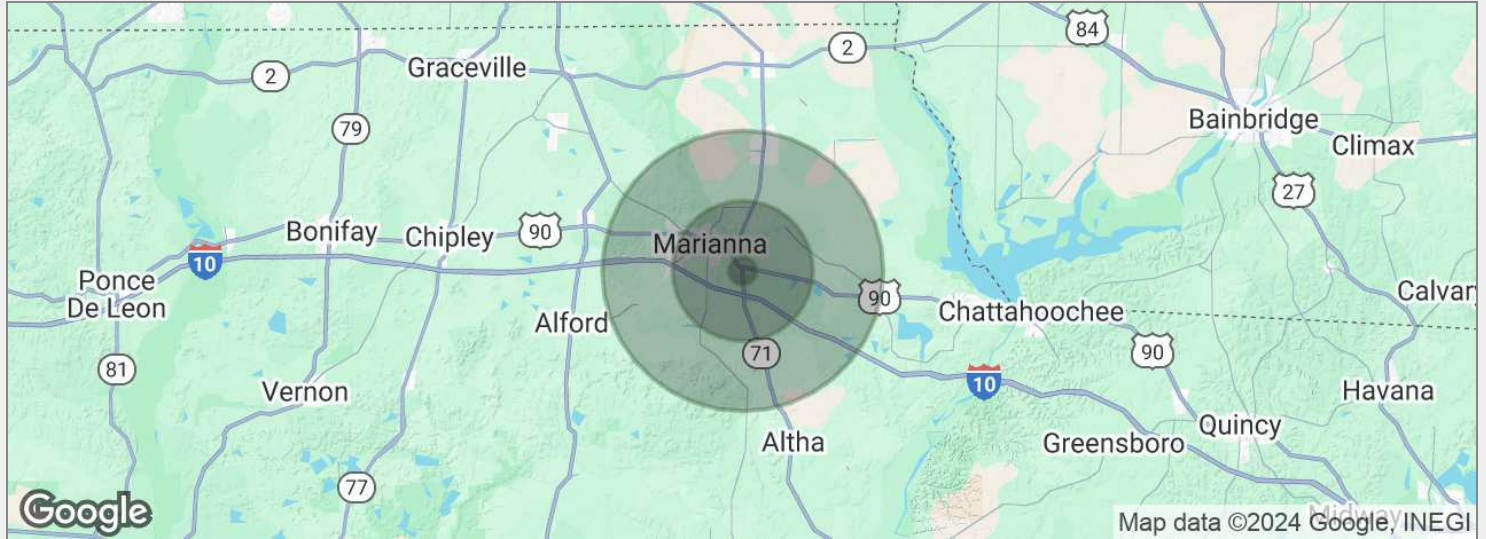 84
2
2
Graceville
Bainbridge
79
Climax
27
Bonifay
Chipley
90
Marianna
10
Ponce
De Leon
90
Calvary
Chattahoochee
Alford
71
90
81
10
Vernon
Havana
Quincy
Altha
Greensboro
77
Google
Midway
Map data ©2024 Google, INEGI